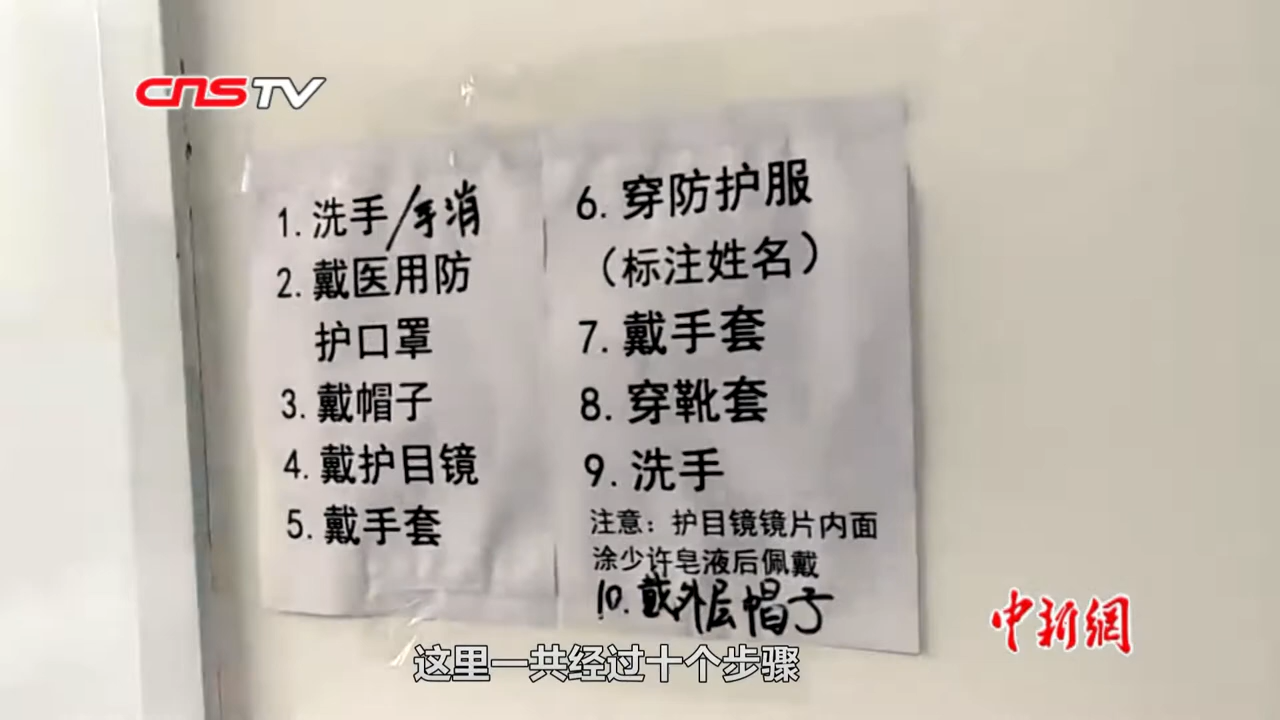 CNSTV
1. 洗手/手消
2. 戴医用防
护口罩
3. 戴帽子
4. 戴护目镜
5. 戴手套
6. 穿防护服
（标注姓名）
7. 戴手套
8. 穿靴套
9. 洗手
注意：护目镜镜片内面
涂少许皂液后佩戴
10. 戴外层帽子
中新網
这里一共经过十个步骤